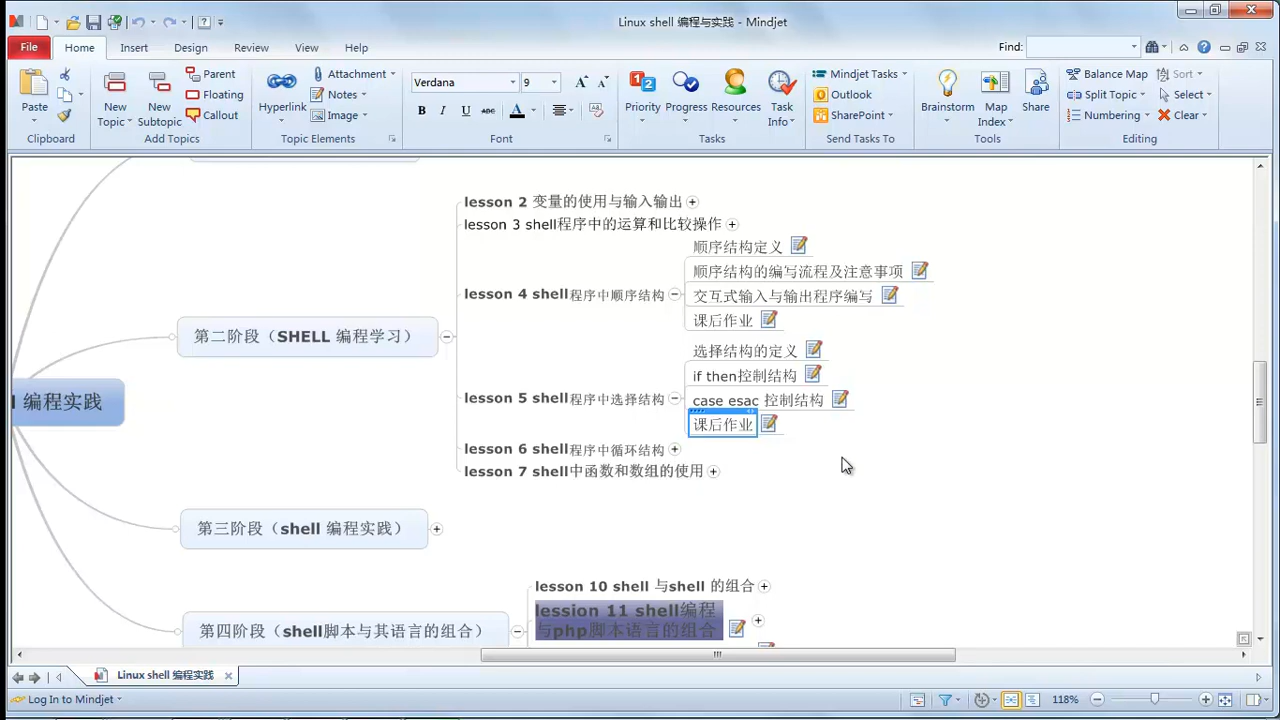 Linux shell 编程与实践 - Mindjet
File
Home
Insert
Design
Review
View
Help
Find:
Paste
Clipboard
New Topic
New Subtopic
Parent
Floating
Callout
Add Topics
Hyperlink
Attachment
Notes
Image
Topic Elements
Verdana
9
B
I
U
abc
A
Font
Priority
Progress
Resources
Task Info
Tasks
Mindjet Tasks
Outlook
SharePoint
Send Tasks To
Brainstorm
Map Index
Share
Tools
Balance Map
Split Topic
Numbering
Sort
Select
Clear
Editing
lesson 2 变量的使用与输入输出
lesson 3 shell程序中的运算和比较操作
顺序结构定义
顺序结构的编写流程及注意事项
lesson 4 shell程序中顺序结构
交互式输入与输出程序编写
课后作业
第二阶段（SHELL 编程学习）
选择结构的定义
if then控制结构
lesson 5 shell程序中选择结构
case esac 控制结构
课后作业
编程实践
lesson 6 shell程序中循环结构
lesson 7 shell中函数和数组的使用
第三阶段（shell 编程实践）
lesson 10 shell 与shell 的组合
lession 11 shell编程
与php脚本语言的组合
第四阶段（shell脚本与其语言的组合）
Linux shell 编程实践
Log In to Mindjet
118%